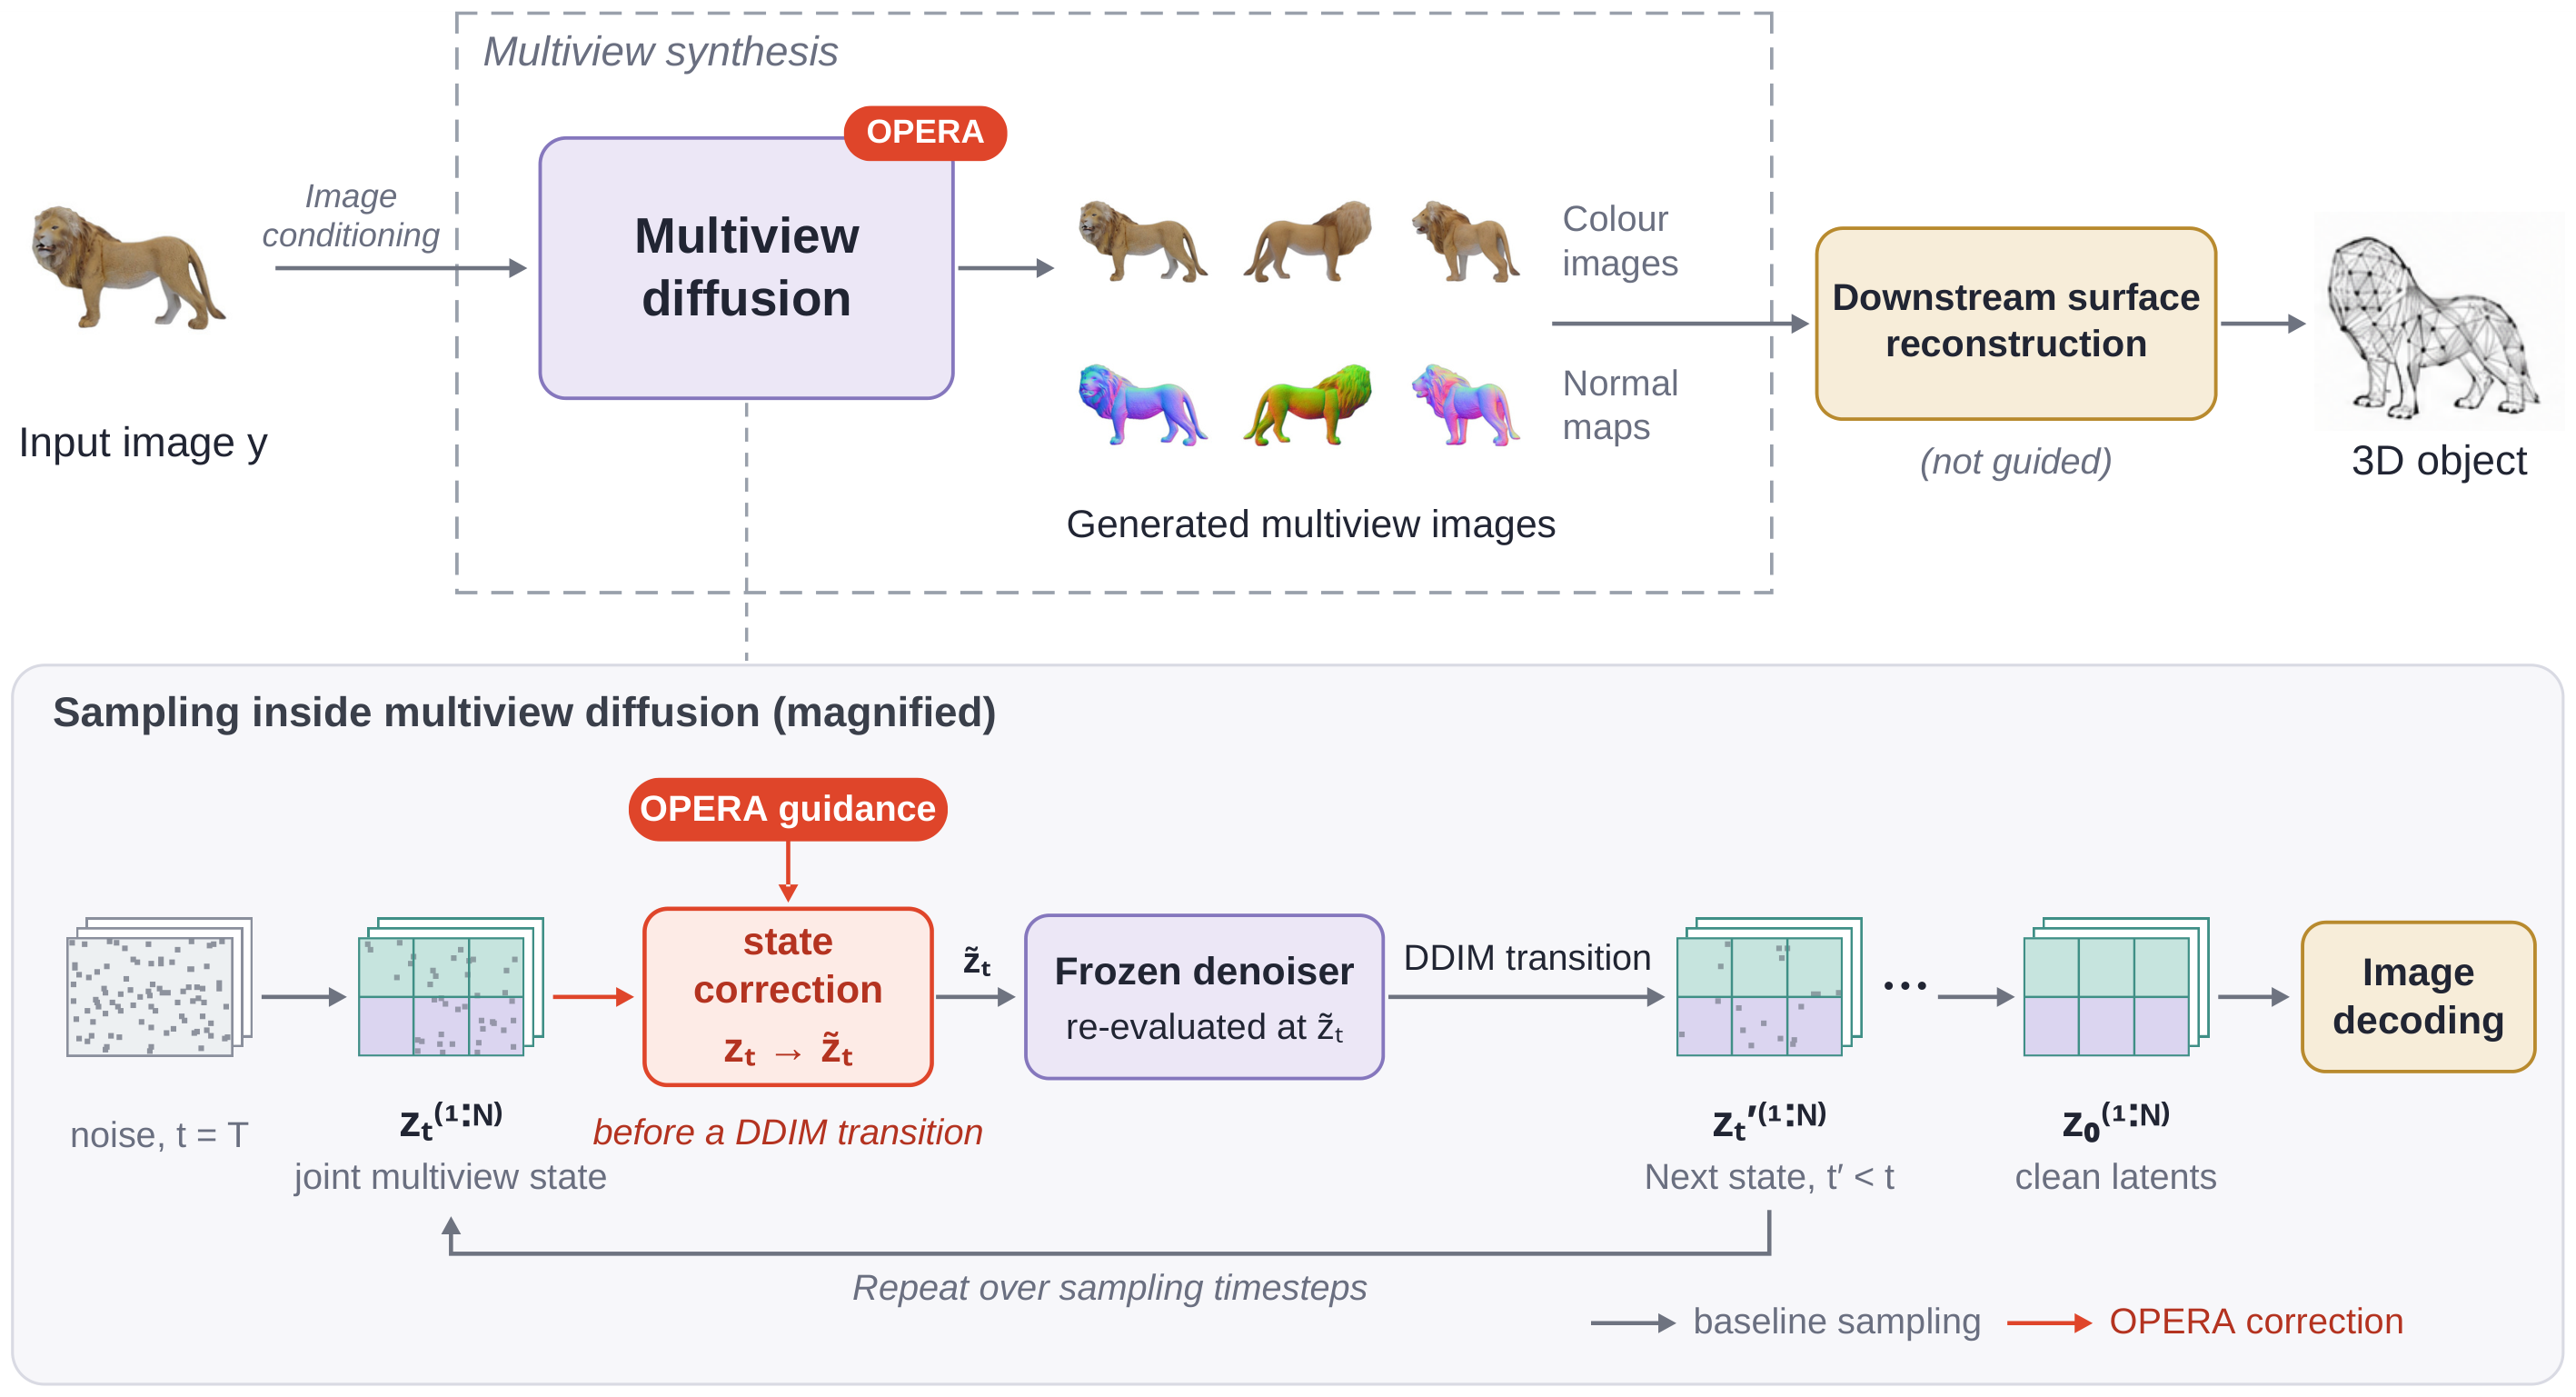 Multiview synthesis
OPERA
Image
conditioning
Multiview
diffusion
Colour
images
Normal
maps
Downstream surface
reconstruction
(not guided)
Input image y
3D object
Generated multiview images
Sampling inside multiview diffusion (magnified)
OPERA guidance
state
correction
zₜ → z̃ₜ
z̃ₜ
Frozen denoiser
re-evaluated at z̃ₜ
DDIM transition
...
Image
decoding
noise, t = T
zₜ⁽¹:ᴺ⁾
joint multiview state
before a DDIM transition
zₜ′⁽¹:ᴺ⁾
Next state, t′ < t
z₀⁽¹:ᴺ⁾
clean latents
Repeat over sampling timesteps
baseline sampling
OPERA correction